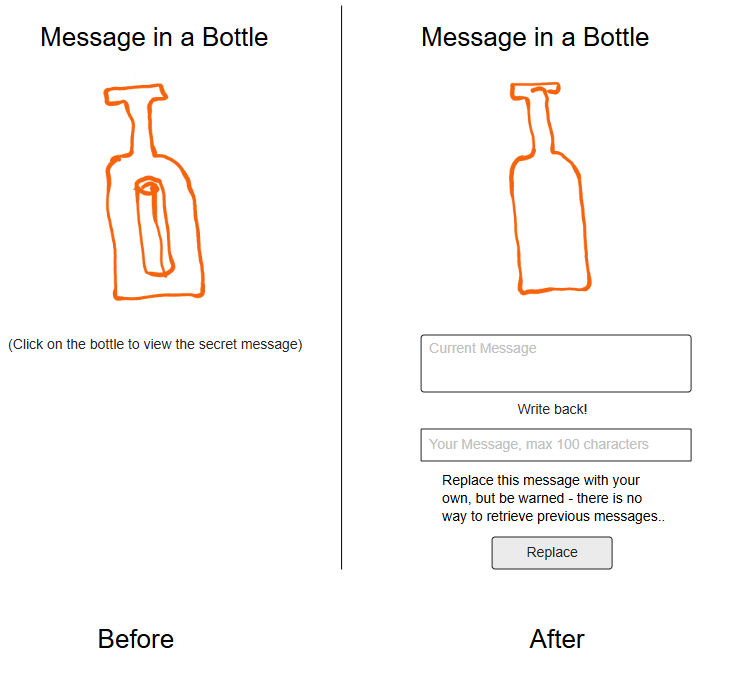 Message in a Bottle
(Click on the bottle to view the secret message)
Before
Message in a Bottle
Current Message
Write back!
Your Message, max 100 characters
Replace this message with your
own, but be warned - there is no
way to retrieve previous messages..
Replace
After